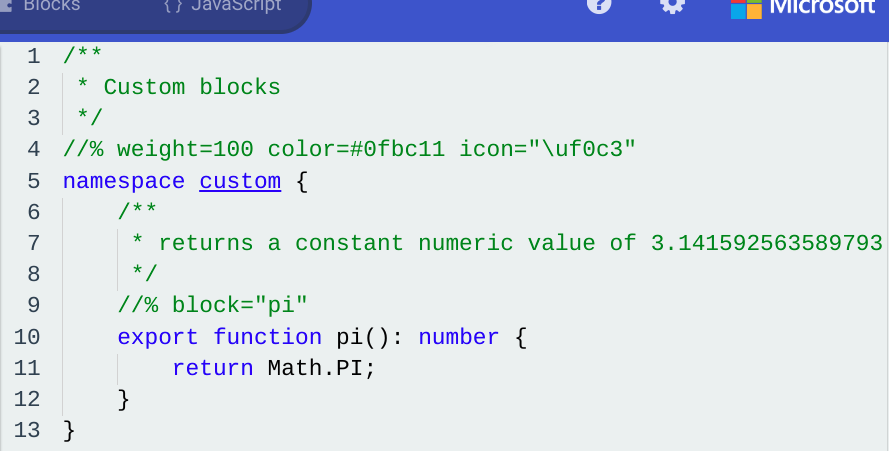 Blocks { } JavaScript ? Microsoft
1 /**
2 * Custom blocks
3 */
4 //% weight=100 color=#0fbc11 icon="\uf0c3"
5 namespace custom {
6 /**
7 * returns a constant numeric value of 3.141592563589793
8 */
9 //% block="pi"
10 export function pi(): number {
11 return Math.PI;
12 }
13 }